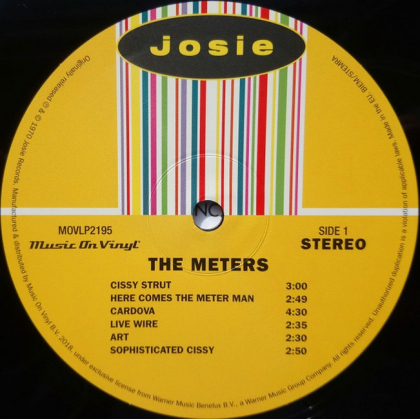 Josie
NC
MOVLP2195
Music On Vinyl
SIDE 1
STEREO
THE METERS
CISSY STRUT 3:00
HERE COMES THE METER MAN 2:49
CARDOVA 4:30
LIVE WIRE 2:35
ART 2:30
SOPHISTICATED CISSY 2:50
Originally released ℗ & © 1970 Josie Records. Manufactured & distributed by Music On Vinyl B.V. 2018, under exclusive license from Warner Music Benelux B.V., a Warner Music Group Company. All rights reserved. Unauthorized duplication is a violation of applicable laws. Made in the EU. BIEM/STEMRA